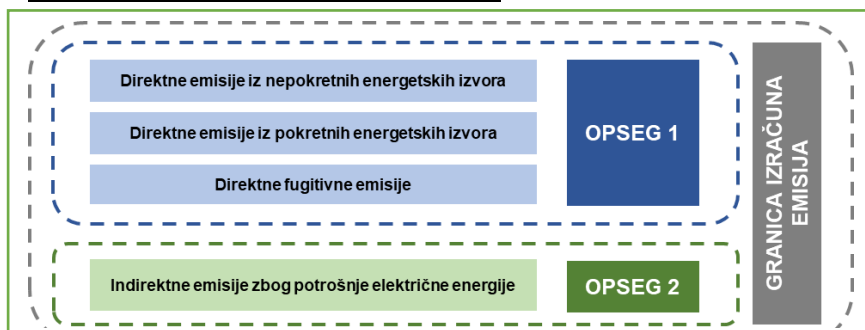 Direktne emisije iz nepokretnih energetskih izvora
Direktne emisije iz pokretnih energetskih izvora
Direktne fugitivne emisije
OPSEG 1
Indirektne emisije zbog potrošnje električne energije
OPSEG 2
GRANICA IZRAČUNA
EMISIJA